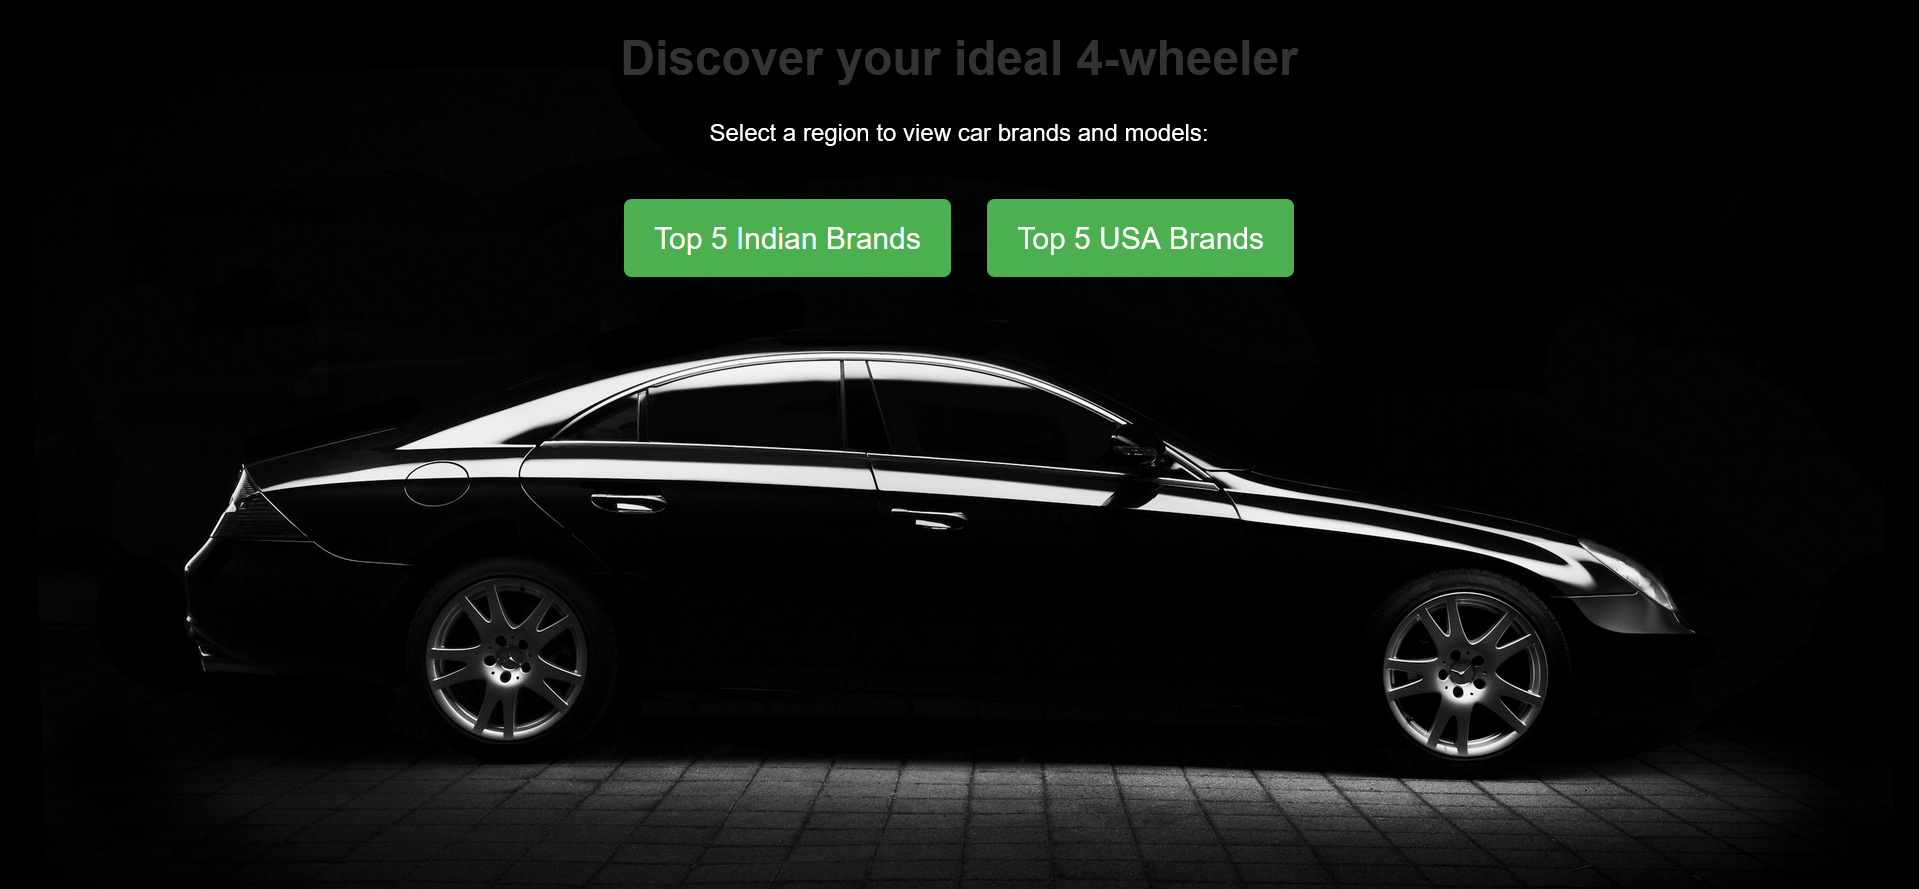 Discover your ideal 4-wheeler
Select a region to view car brands and models:
Top 5 Indian Brands
Top 5 USA Brands